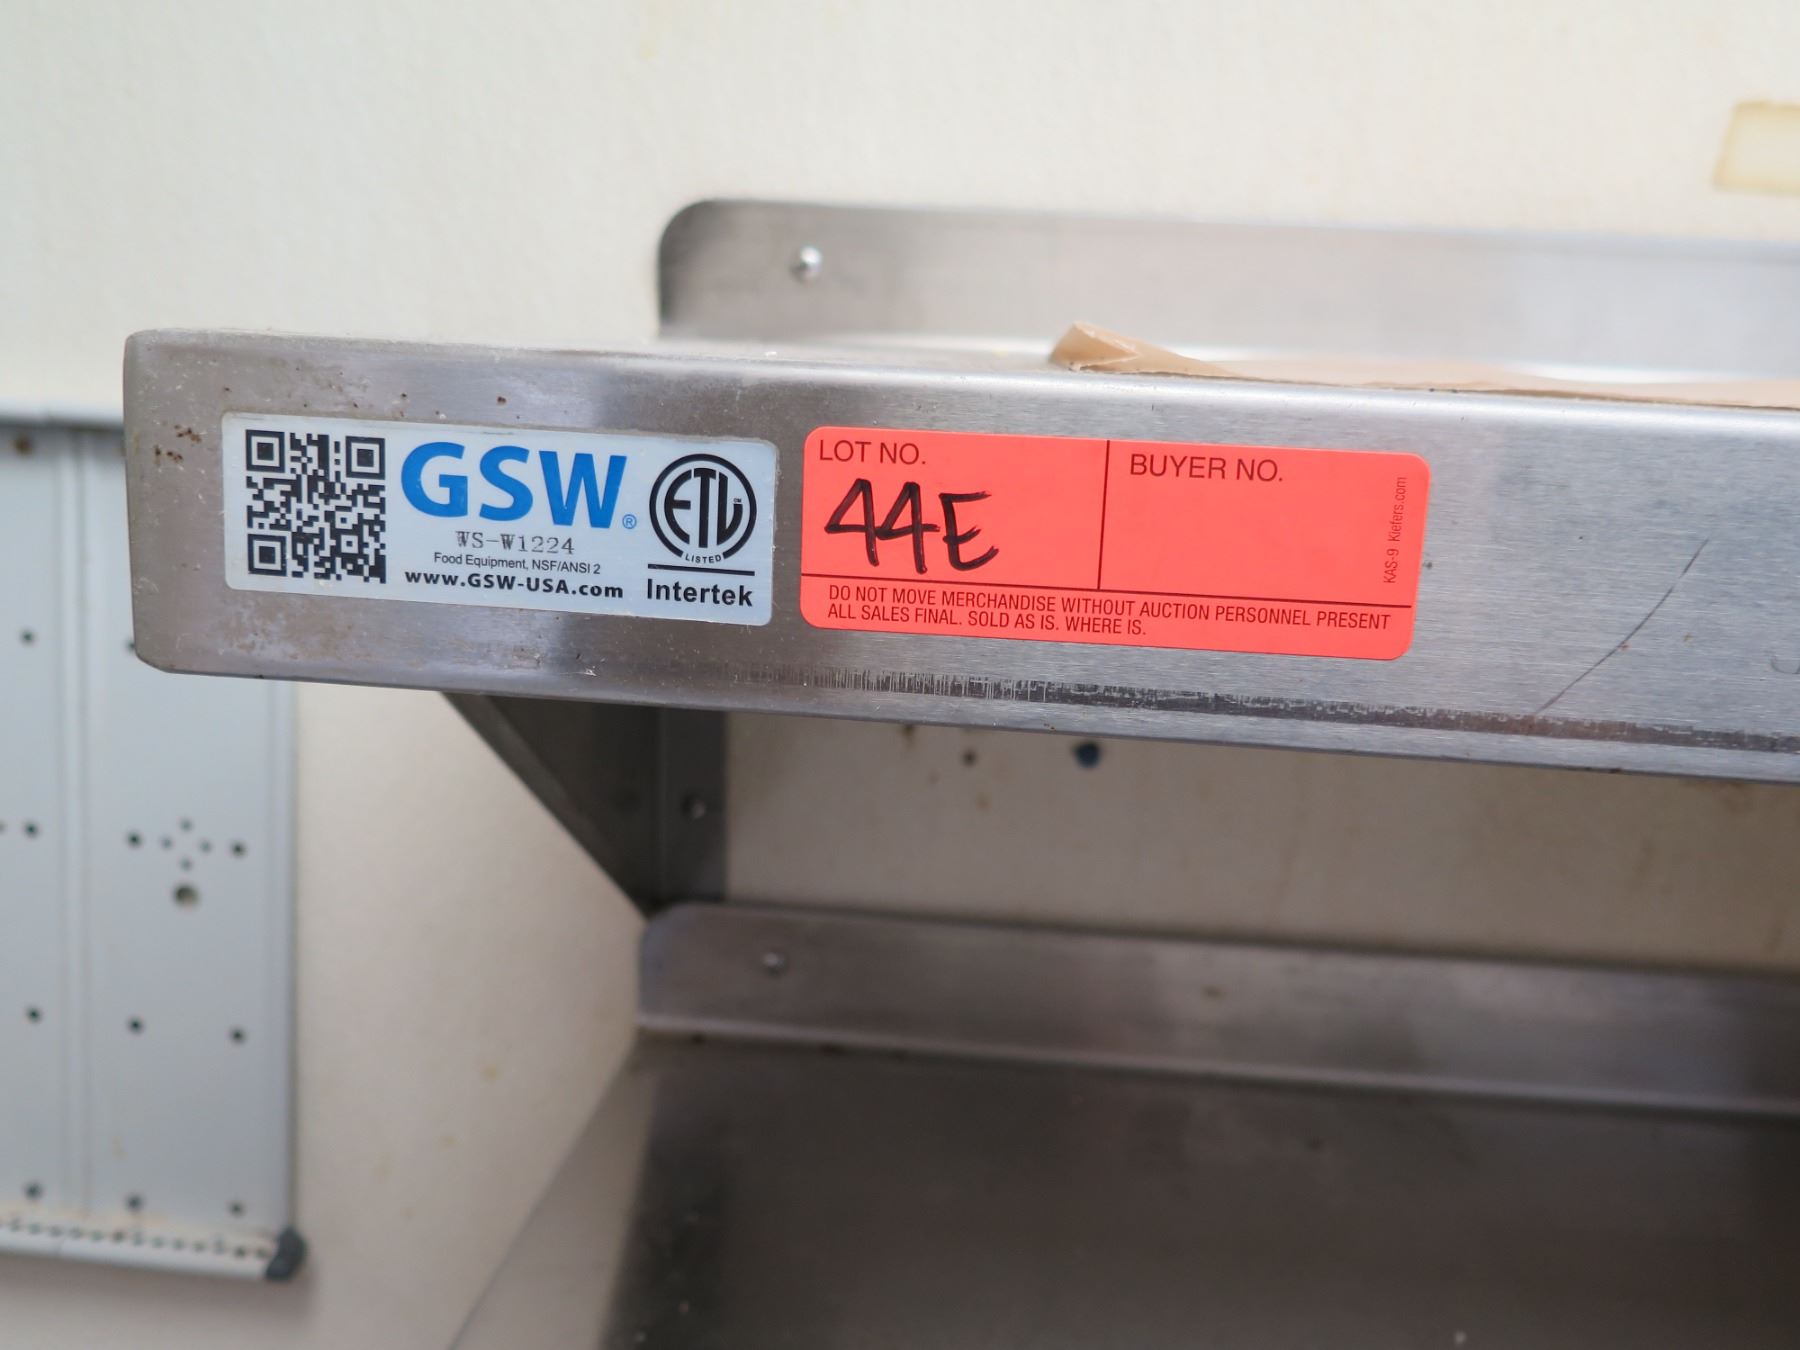 GSW®
WS-W1224
Food Equipment, NSF/ANSI 2
www.GSW-USA.com
ETL
CM
LISTED
Intertek
LOT NO.
44E
BUYER NO.
DO NOT MOVE MERCHANDISE WITHOUT AUCTION PERSONNEL PRESENT
ALL SALES FINAL. SOLD AS IS. WHERE IS.
KAS-9 Kiefers.com